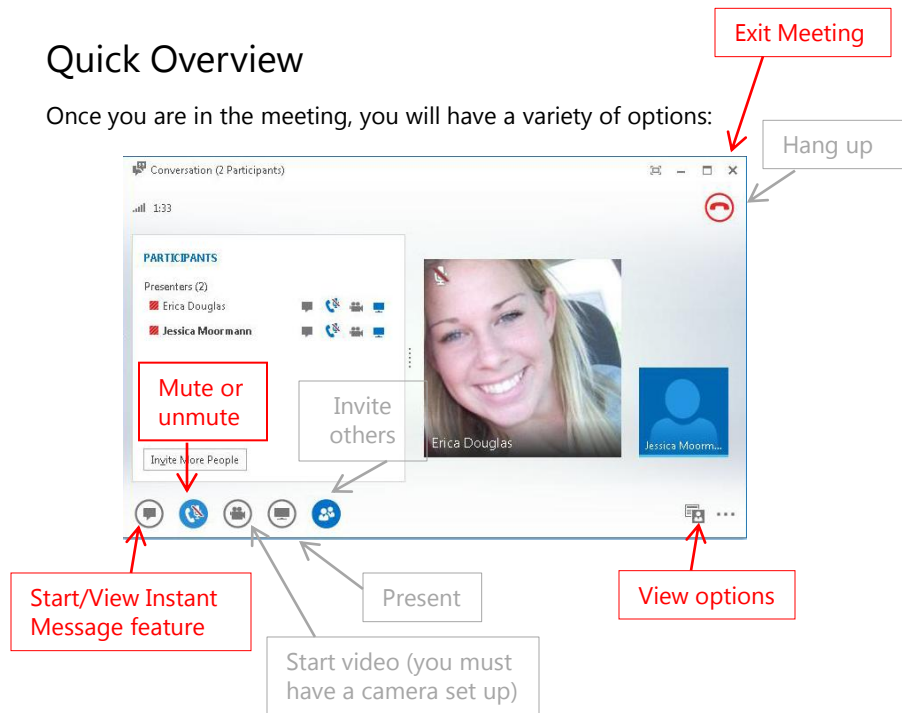 Exit Meeting
Quick Overview
Once you are in the meeting, you will have a variety of options:
Hang up
Conversation (2 Participants)
1:33
PARTICIPANTS
Presenters (2)
Erica Douglas
Jessica Moormann
Mute or
unmute
Invite
others
Erica Douglas
Jessica Moorm...
Invite More People
Start/View Instant
Message feature
Present
View options
Start video (you must
have a camera set up)